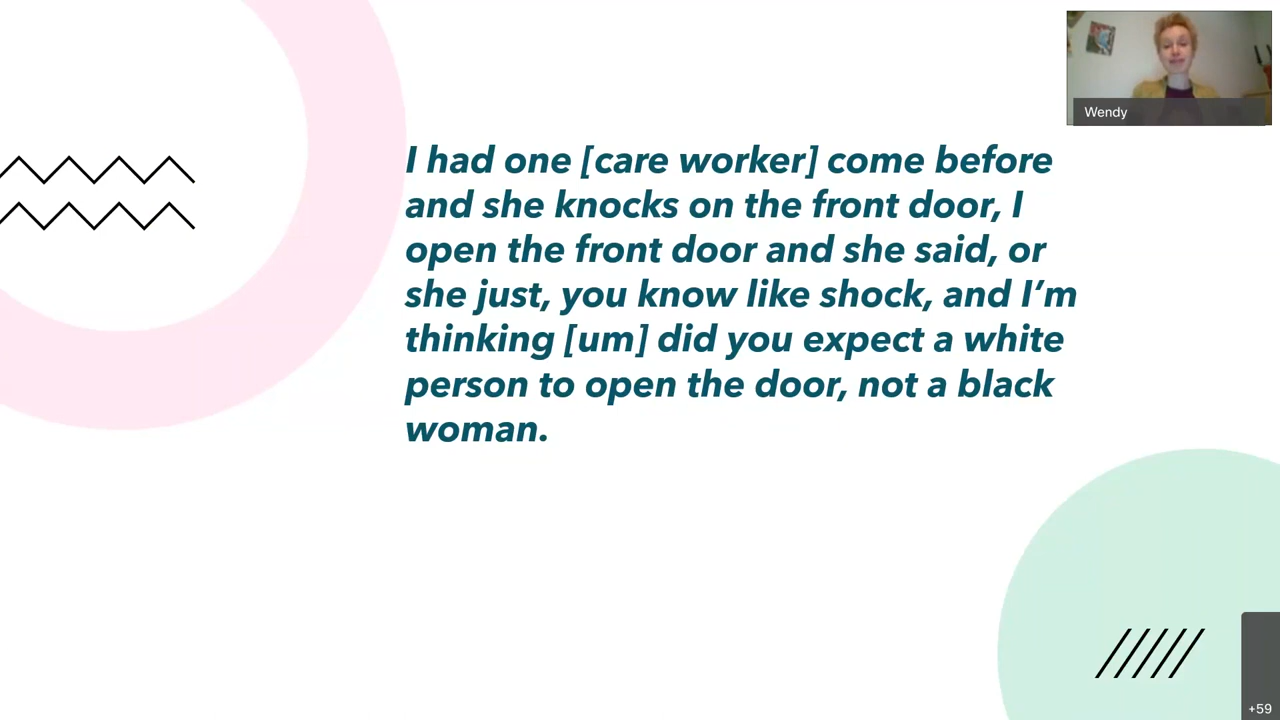 Wendy
I had one [care worker] come before
and she knocks on the front door, I
open the front door and she said, or
she just, you know like shock, and I’m
thinking [um] did you expect a white
person to open the door, not a black
woman.
+59